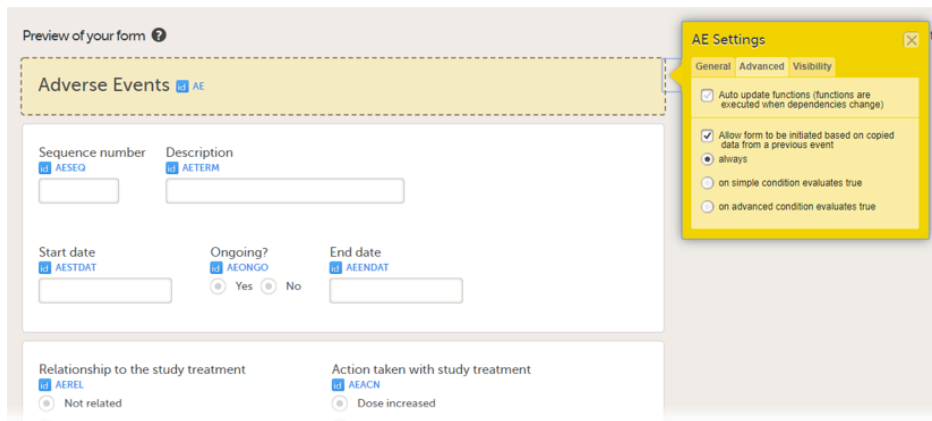 Preview of your form ?
AE Settings
General Advanced Visibility
Adverse Events id AE
Auto update functions (functions are
executed when dependencies change)
Allow form to be initiated based on copied
data from a previous event
always
on simple condition evaluates true
on advanced condition evaluates true
Sequence number Description
id AESEQ id AETERM
Start date Ongoing? End date
id AESTDAT id AEONGO id AEENDAT
Yes No
Relationship to the study treatment Action taken with study treatment
id AEREL id AEACN
Not related Dose increased